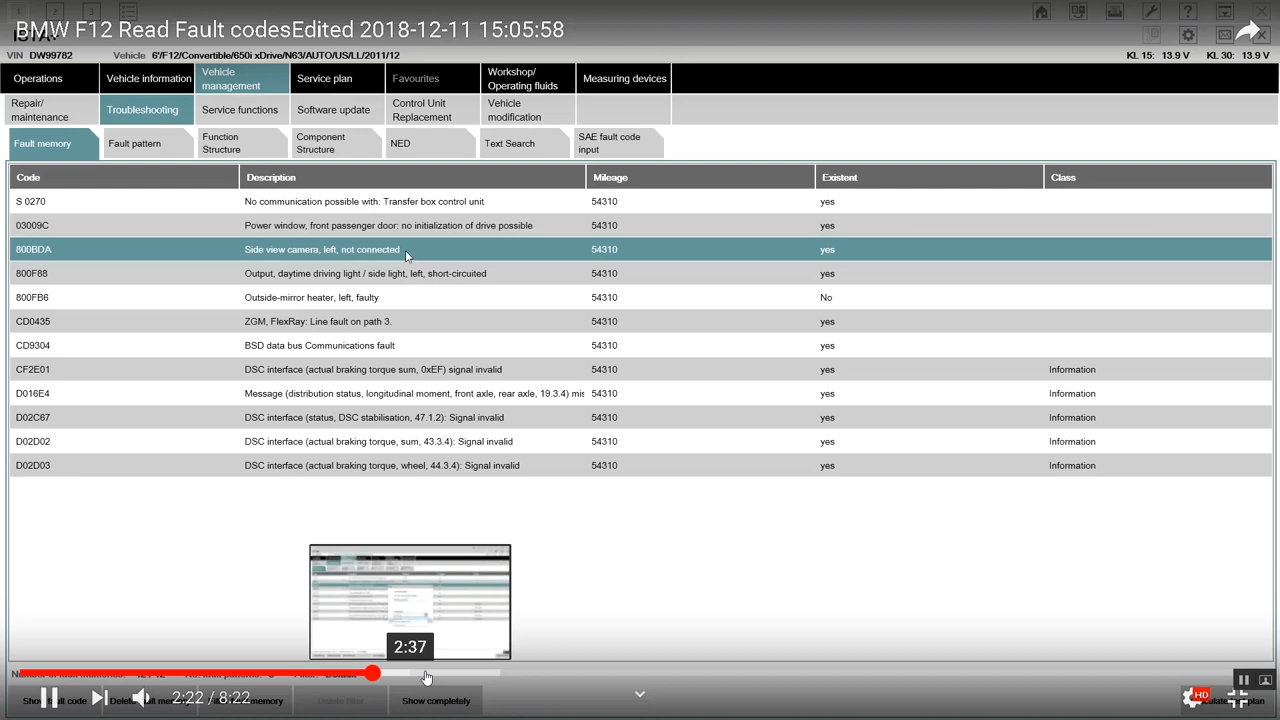 BMW F12 Read Fault codesEdited 2018-12-11 15:05:58
VIN DW99782 Vehicle 6'/F12/Convertible/650i xDrive/N63/AUTO/US/LL/2011/12 KL 15: 13.9 V KL 30: 13.9 V
Operations Vehicle information Vehicle management Service plan Favourites Workshop/ Operating fluids Measuring devices
Repair/ maintenance Troubleshooting Service functions Software update Control Unit Replacement Vehicle modification
Fault memory Fault pattern Function Structure Component Structure NED Text Search SAE fault code input
Code Description Mileage Existent Class
S 0270 No communication possible with: Transfer box control unit 54310 yes
03009C Power window, front passenger door: no initialization of drive possible 54310 yes
800BDA Side view camera, left, not connected 54310 yes
800F88 Output, daytime driving light / side light, left, short-circuited 54310 yes
800FB6 Outside-mirror heater, left, faulty 54310 No
CD0435 ZGM, FlexRay: Line fault on path 3. 54310 yes
CD9304 BSD data bus Communications fault 54310 yes
CF2E01 DSC interface (actual braking torque sum, 0xEF) signal invalid 54310 yes Information
D016E4 Message (distribution status, longitudinal moment, front axle, rear axle, 19.3.4) mis 54310 yes Information
D02C67 DSC interface (status, DSC stabilisation, 47.1.2): Signal invalid 54310 yes Information
D02D02 DSC interface (actual braking torque, sum, 43.3.4): Signal invalid 54310 yes Information
D02D03 DSC interface (actual braking torque, wheel, 44.3.4): Signal invalid 54310 yes Information
2:37
2:22 / 8:22
Show completely
HD